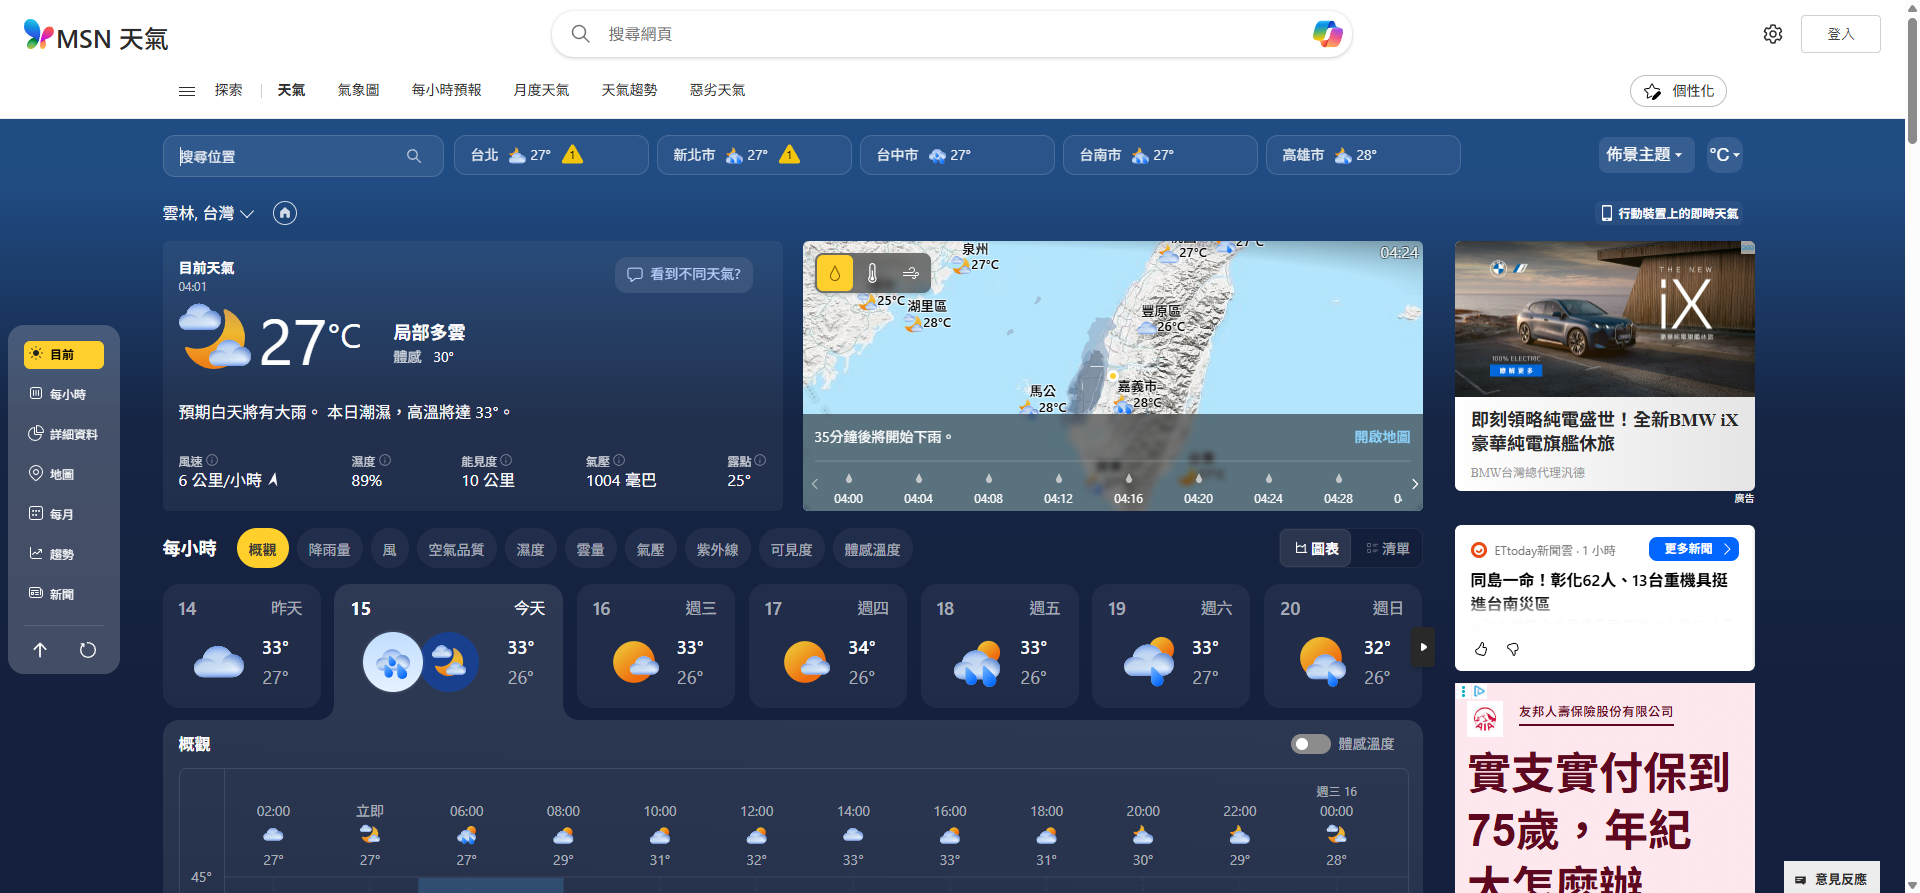 MSN 天氣
搜尋網頁
登入
探索
天氣
氣象圖
每小時預報
月度天氣
天氣趨勢
惡劣天氣
個性化
搜尋位置
台北 27° 1
新北市 27° 1
台中市 27°
台南市 27°
高雄市 28°
佈景主題
°C
雲林, 台灣
行動裝置上的即時天氣
目前
每小時
詳細資料
地圖
每月
趨勢
新聞
目前天氣
04:01
看到不同天氣?
27°C
局部多雲
體感 30°
預期白天將有大雨。 本日潮濕，高溫將達 33°。
風速
6 公里/小時
濕度
89%
能見度
10 公里
氣壓
1004 毫巴
露點
25°
04:24
泉州
27°C
27°C
27°C
25°C
湖里區
28°C
豐原區
26°C
馬公
28°C
嘉義市
28°C
35分鐘後將開始下雨。
開啟地圖
04:00 04:04 04:08 04:12 04:16 04:20 04:24 04:28
THE NEW
iX
豪華純電旗艦休旅
100% ELECTRIC
瞭解更多
即刻領略純電盛世！全新BMW iX
豪華純電旗艦休旅
BMW台灣總代理汎德
廣告
ETtoday新聞雲 · 1 小時
更多新聞
同島一命！彰化62人、13台重機具挺
進台南災區
每小時
概觀
降雨量
風
空氣品質
濕度
雲量
氣壓
紫外線
可見度
體感溫度
圖表
清單
14 昨天
33°
27°
15 今天
33°
26°
16 週三
33°
26°
17 週四
34°
26°
18 週五
33°
26°
19 週六
33°
27°
20 週日
32°
26°
概觀
體感溫度
週三 16
02:00 立即 06:00 08:00 10:00 12:00 14:00 16:00 18:00 20:00 22:00 00:00
27° 27° 27° 29° 31° 32° 33° 33° 31° 30° 29° 28°
45°
AIA
友邦人壽保險股份有限公司
實支實付保到
75歲，年紀
大怎麼辦
意見反應